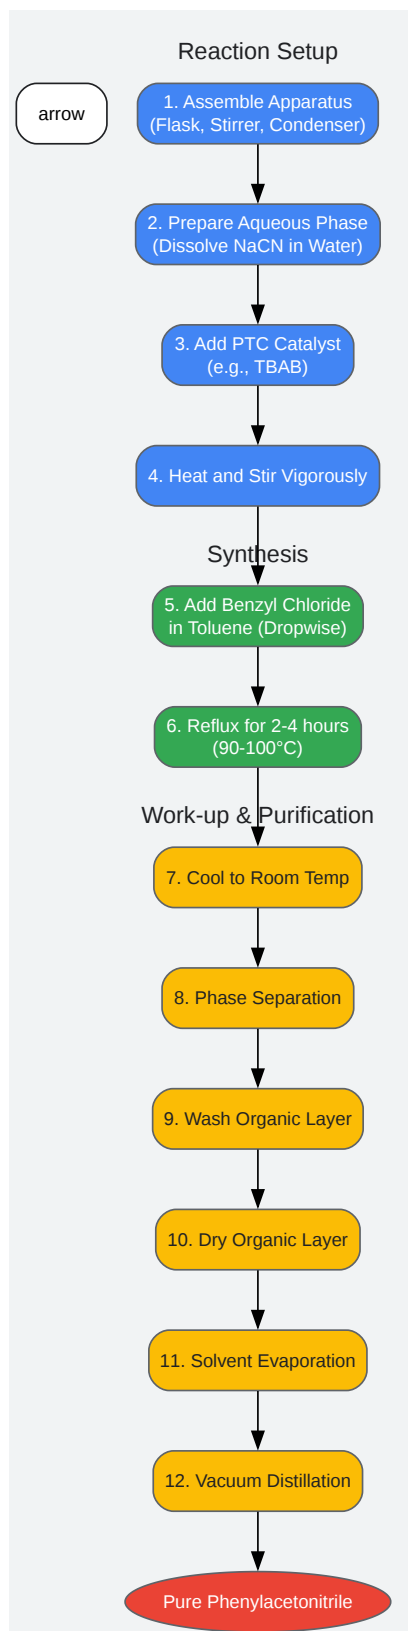 Reaction Setup
arrow
1. Assemble Apparatus
(Flask, Stirrer, Condenser)
2. Prepare Aqueous Phase
(Dissolve NaCN in Water)
3. Add PTC Catalyst
(e.g., TBAB)
4. Heat and Stir Vigorously
Synthesis
5. Add Benzyl Chloride
in Toluene (Dropwise)
6. Reflux for 2-4 hours
(90-100°C)
Work-up & Purification
7. Cool to Room Temp
8. Phase Separation
9. Wash Organic Layer
10. Dry Organic Layer
11. Solvent Evaporation
12. Vacuum Distillation
Pure Phenylacetonitrile